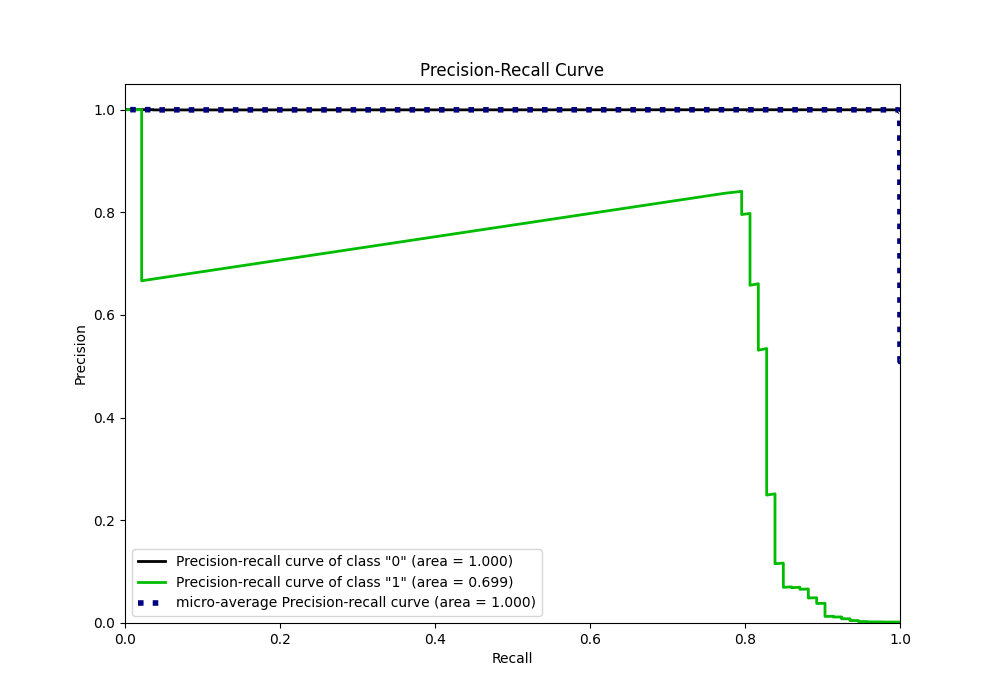 Precision-Recall Curve
1.0
0.8
0.6
0.4
0.2
0.0
Precision
Precision-recall curve of class "0" (area = 1.000)
Precision-recall curve of class "1" (area = 0.699)
micro-average Precision-recall curve (area = 1.000)
0.0 0.2 0.4 0.6 0.8 1.0
Recall